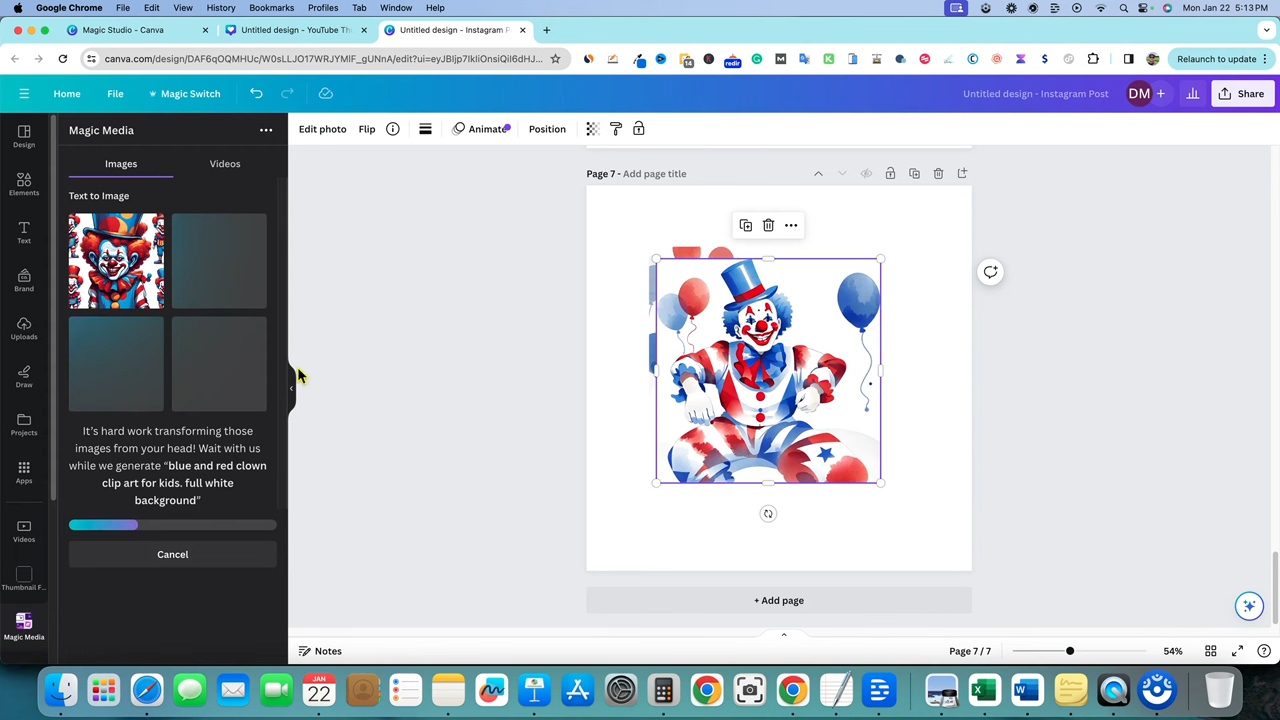 Google Chrome File Edit View History Bookmarks Profiles Tab Window Help Mon Jan 22 5:13 PM
Magic Studio - Canva Untitled design - YouTube Th Untitled design - Instagram P
canva.com/design/DAF6qOQMHUc/W0sLLJO17WRJYMlF_gUNnA/edit?ui=eyJBIjp7IkIiOnsiQiI6dHJ... Relaunch to update
Home File Magic Switch Untitled design - Instagram Post DM Share
Magic Media
Edit photo Flip Animate Position
Design
Images Videos
Page 7 - Add page title
Elements
Text to Image
Text
Brand
Uploads
Draw
Projects
Apps
It's hard work transforming those
images from your head! Wait with us
while we generate “blue and red clown
clip art for kids. full white
background”
Videos
Cancel
Thumbnail F...
+ Add page
Magic Media
Notes Page 7 / 7 54%
JAN
22